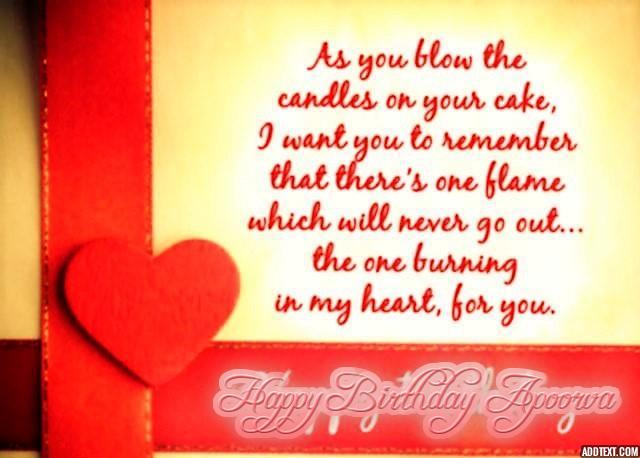 As you blow the
candles on your cake,
I want you to remember
that there's one flame
which will never go out...
the one burning
in my heart, for you.
Happy Birthday Apoorva
ADDTEXT.COM